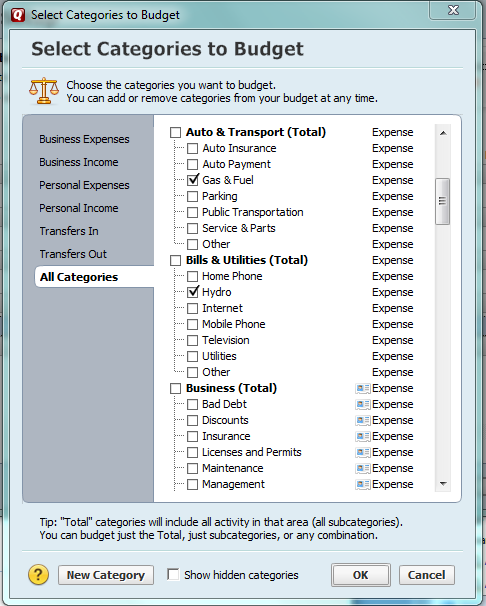 Select Categories to Budget
Select Categories to Budget
Choose the categories you want to budget.
You can add or remove categories from your budget at any time.
Business Expenses
Business Income
Personal Expenses
Personal Income
Transfers In
Transfers Out
All Categories
Auto & Transport (Total) Expense
Auto Insurance Expense
Auto Payment Expense
Gas & Fuel Expense
Parking Expense
Public Transportation Expense
Service & Parts Expense
Other Expense
Bills & Utilities (Total) Expense
Home Phone Expense
Hydro Expense
Internet Expense
Mobile Phone Expense
Television Expense
Utilities Expense
Other Expense
Business (Total) Expense
Bad Debt Expense
Discounts Expense
Insurance Expense
Licenses and Permits Expense
Maintenance Expense
Management Expense
Tip: "Total" categories will include all activity in that area (all subcategories).
You can budget just the Total, just subcategories, or any combination.
? New Category Show hidden categories OK Cancel